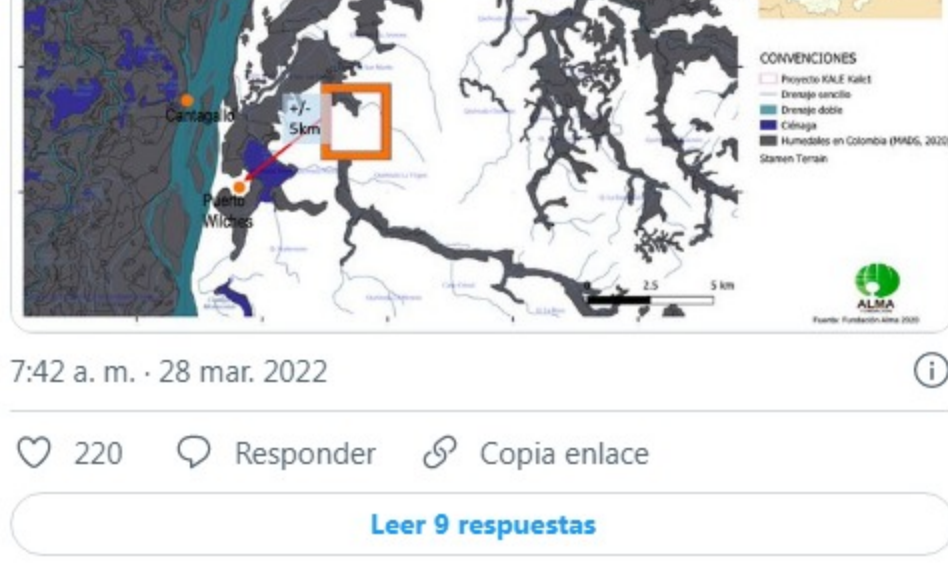 CONVENCIONES
Proyecto KALE Kale1
Drenaje sencillo
Drenaje doble
Ciénaga
Humedales en Colombia (MADS, 2020)
Stamen Terrain
Cantagallo
+/-
5km
Puerto
Wilches
2.5
5 km
ALMA
Fuente: Fundación Alma 2020
7:42 a. m. · 28 mar. 2022
220
Responder
Copia enlace
Leer 9 respuestas